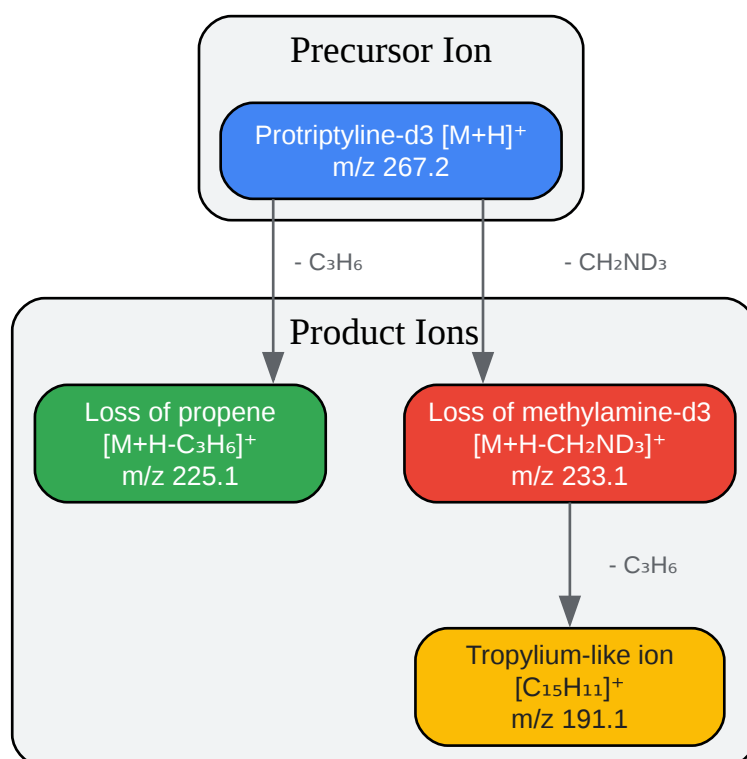 Precursor Ion
Protriptyline-d3 [M+H]⁺
m/z 267.2
- C₃H₆
- CH₂ND₃
Product Ions
Loss of propene
[M+H-C₃H₆]⁺
m/z 225.1
Loss of methylamine-d3
[M+H-CH₂ND₃]⁺
m/z 233.1
- C₃H₆
Tropylium-like ion
[C₁₅H₁₁]⁺
m/z 191.1